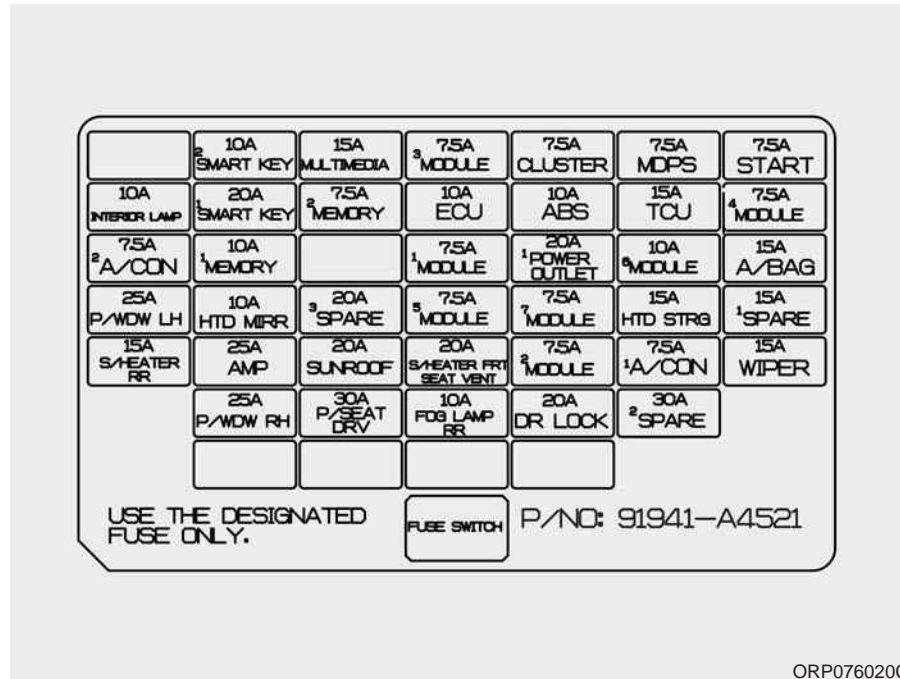 10A 15A 7.5A 7.5A 7.5A 7.5A
2 SMART KEY MULTIMEDIA 3 MODULE CLUSTER MDPS START
10A 20A 7.5A 10A 10A 15A 7.5A
INTERIOR LAMP 1 SMART KEY 2 MEMORY ECU ABS TCU 4 MODULE
7.5A 10A 7.5A 20A 10A 15A
2 A/CON 1 MEMORY 1 MODULE 1 POWER OUTLET 6 MODULE A/BAG
25A 10A 20A 7.5A 7.5A 15A 15A
P/WDW LH HTD MIRR 3 SPARE 5 MODULE 7 MODULE HTD STRG 1 SPARE
15A 25A 20A 20A 7.5A 7.5A 15A
S/HEATER RR AMP SUNROOF S/HEATER FRT SEAT VENT 2 MODULE 1 A/CON WIPER
25A 30A 10A 20A 30A
P/WDW RH P/SEAT DRV FOG LAMP RR DR LOCK 2 SPARE
USE THE DESIGNATED
FUSE ONLY.
FUSE SWITCH
P/NO: 91941-A4521
ORP076020